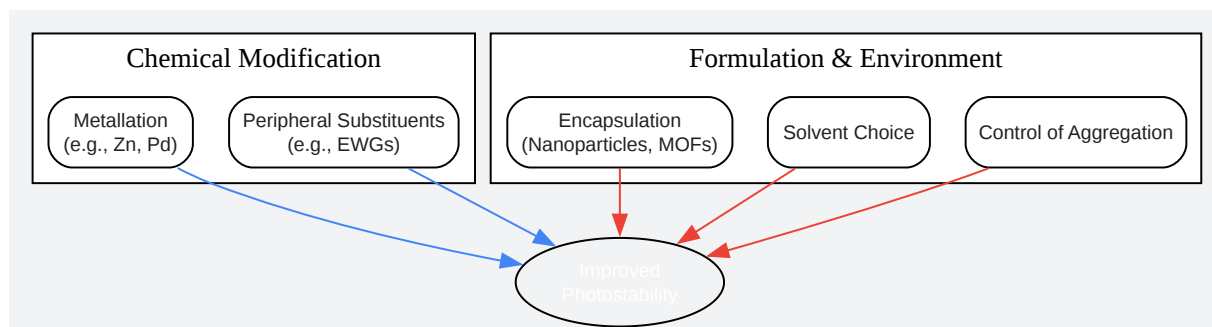 Chemical Modification
Formulation & Environment
Metallation
(e.g., Zn, Pd)
Peripheral Substituents
(e.g., EWGs)
Encapsulation
(Nanoparticles, MOFs)
Solvent Choice
Control of Aggregation
Improved
Photostability